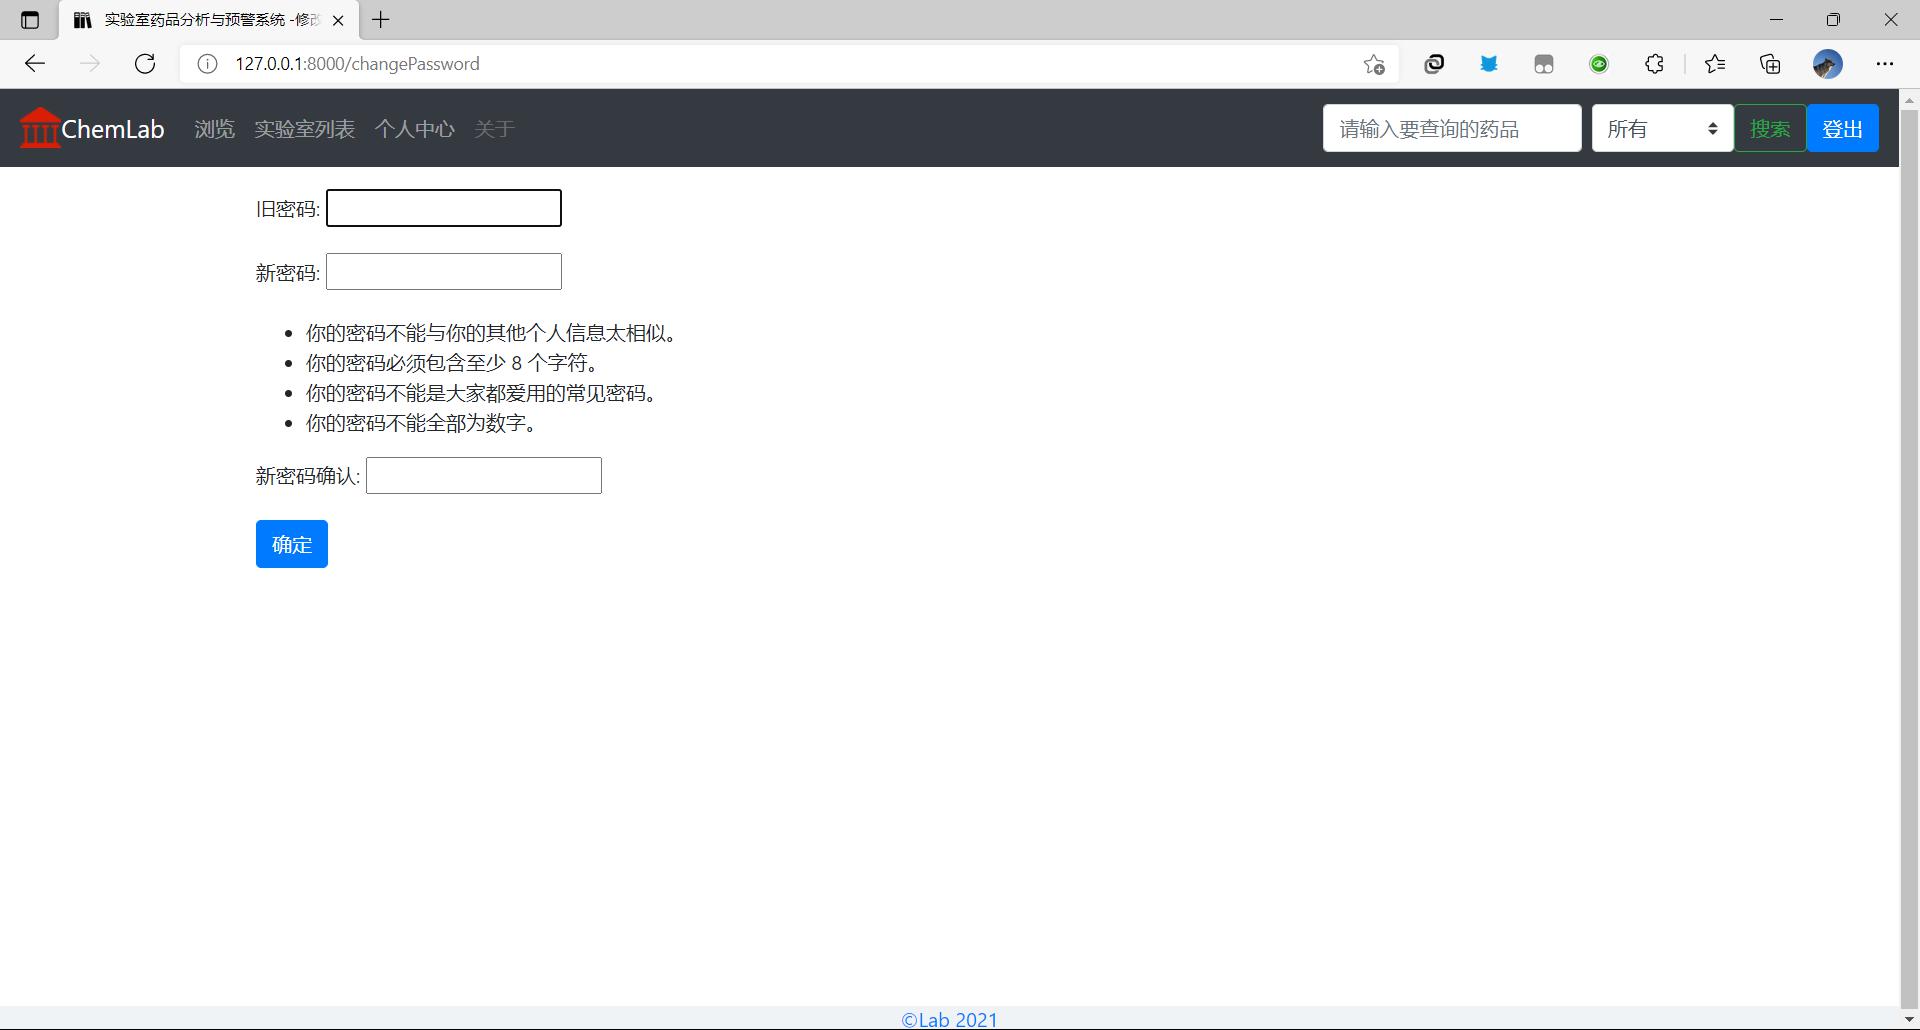 实验室药品分析与预警系统 -修改
127.0.0.1:8000/changePassword
ChemLab 浏览 实验室列表 个人中心 关于 请输入要查询的药品 所有 搜索 登出
旧密码:
新密码:
你的密码不能与你的其他个人信息太相似。
你的密码必须包含至少 8 个字符。
你的密码不能是大家都爱用的常见密码。
你的密码不能全部为数字。
新密码确认:
确定
©Lab 2021